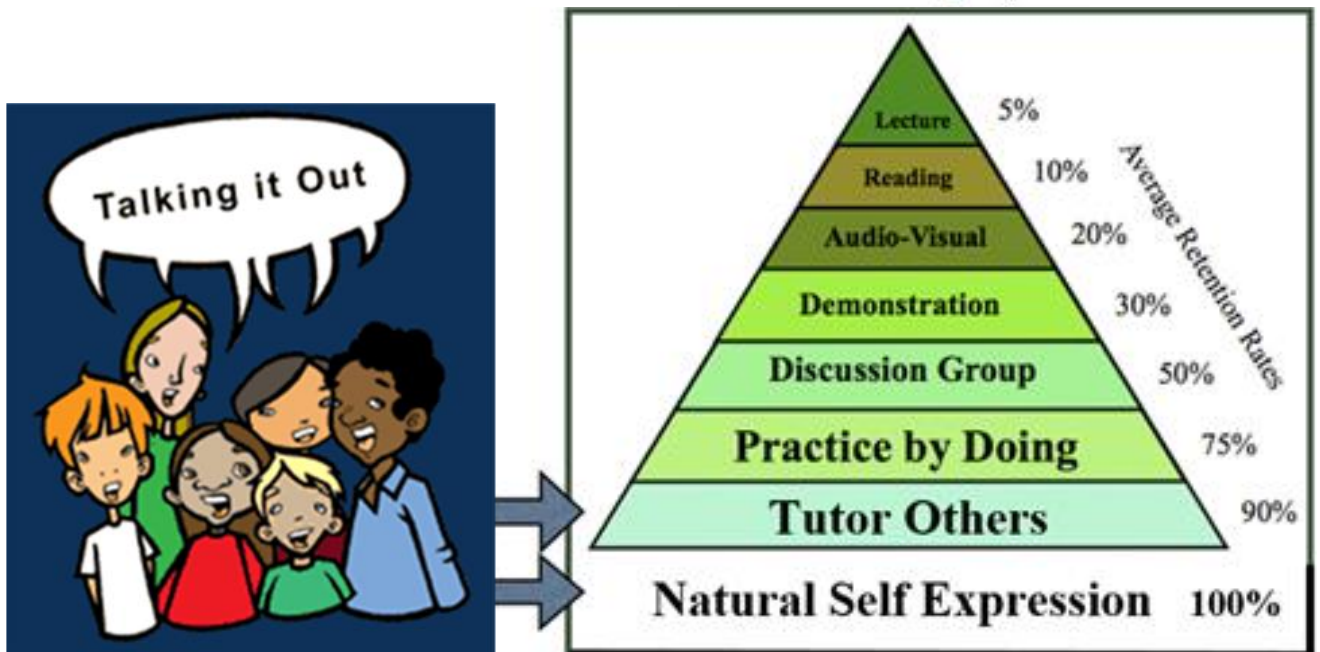 Talking it Out
Lecture 5%
Reading 10%
Audio-Visual 20%
Demonstration 30%
Discussion Group 50%
Practice by Doing 75%
Tutor Others 90%
Average Retention Rates
Natural Self Expression 100%